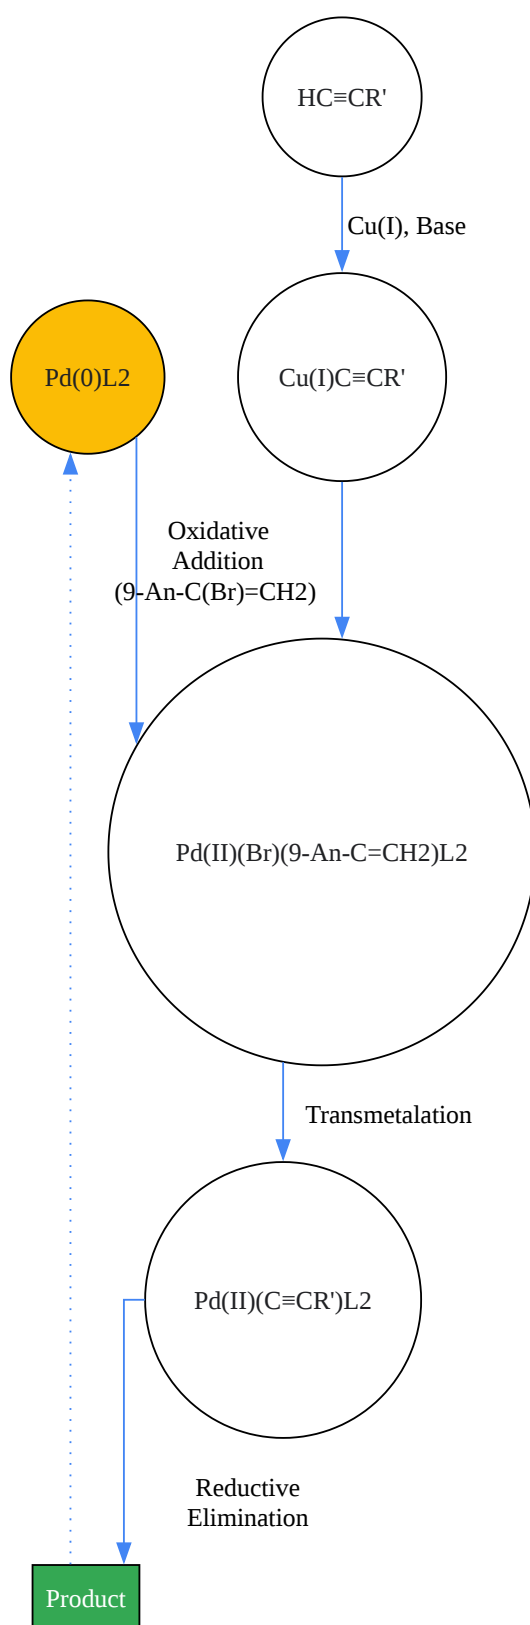 HC≡CR'
Cu(I), Base
Pd(0)L2
Cu(I)C≡CR'
Oxidative
Addition
(9-An-C(Br)=CH2)
Pd(II)(Br)(9-An-C=CH2)L2
Transmetalation
Pd(II)(C≡CR')L2
Reductive
Elimination
Product